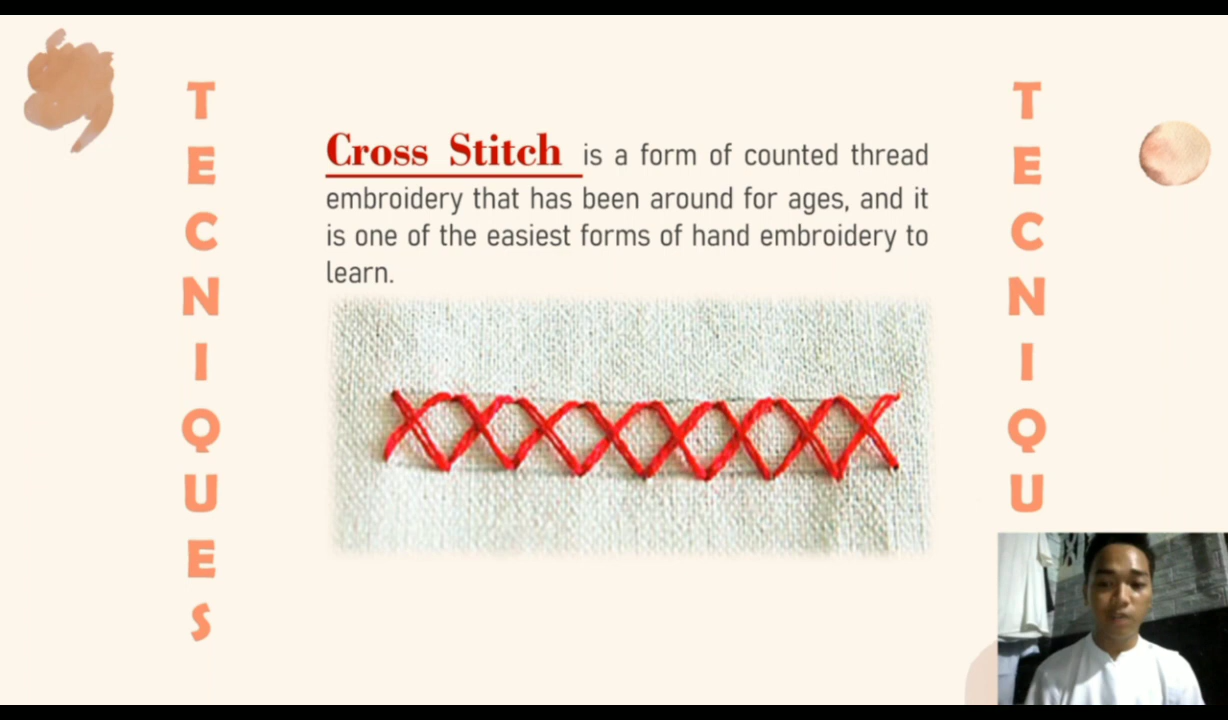 TECNIQUES
Cross Stitch is a form of counted thread
embroidery that has been around for ages, and it
is one of the easiest forms of hand embroidery to
learn.
TECNIQU